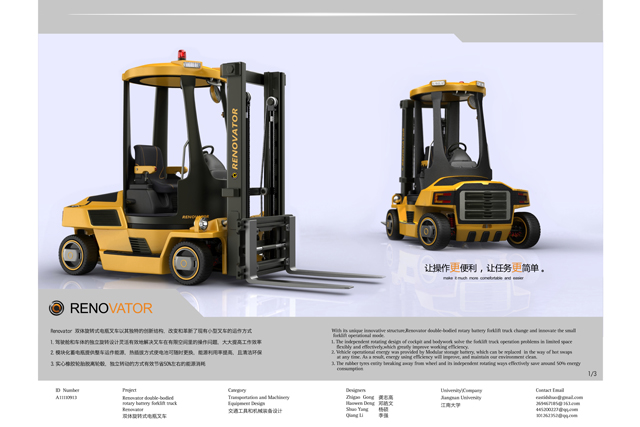 RENOVATOR
RENOVATOR
让操作更便利，让任务更简单。
make it much more comfortable and easier
RENOVATOR
Renovator 双体旋转式电瓶叉车以其独特的创新结构、改变和革新了现有小型叉车的运作方式
1. 驾驶舱和车体的独立旋转设计灵活有效地解决叉车在有限空间里的操作问题，大大提高工作效率
2. 模块化蓄电瓶提供整车运作能源，热插拔方式使电池可随时更换，能源利用率提高，且清洁环保
3. 实心橡胶轮胎脱离轮毂，独立转动的方式有效节省50%左右的能源消耗
With its unique innovative structure,Renovator double-bodied rotary battery forklift truck change and innovate the small
forklift operational mode.
1. The independent rotating design of cockpit and bodywork solve the forklift truck operation problems in limited space
flexibly and effectively,which greatly improve working efficiency.
2. Vehicle operational energy was provided by Modular storage battery, which can be replaced in the way of hot swaps
at any time. As a result, energy using efficiency will improve, and maintain our environment clean.
3. The rubber tyres entity breaking away from wheel and its independent rotating ways effectively save around 50% energy
consumption.
1/3
ID Number
A11110913
Project
Renovator double-bodied
rotary battery forklift truck
Renovator
双体旋转式电瓶叉车
Category
Transportation and Machinery
Equipment Design
交通工具和机械装备设计
Designers
Zhigao Gong 龚志高
Haowen Deng 邓皓文
Shuo Yang 杨硕
Qiang Li 李强
University\Company
Jiangnan University
江南大学
Contact Email
445200227@qq.com
101262352@qq.com